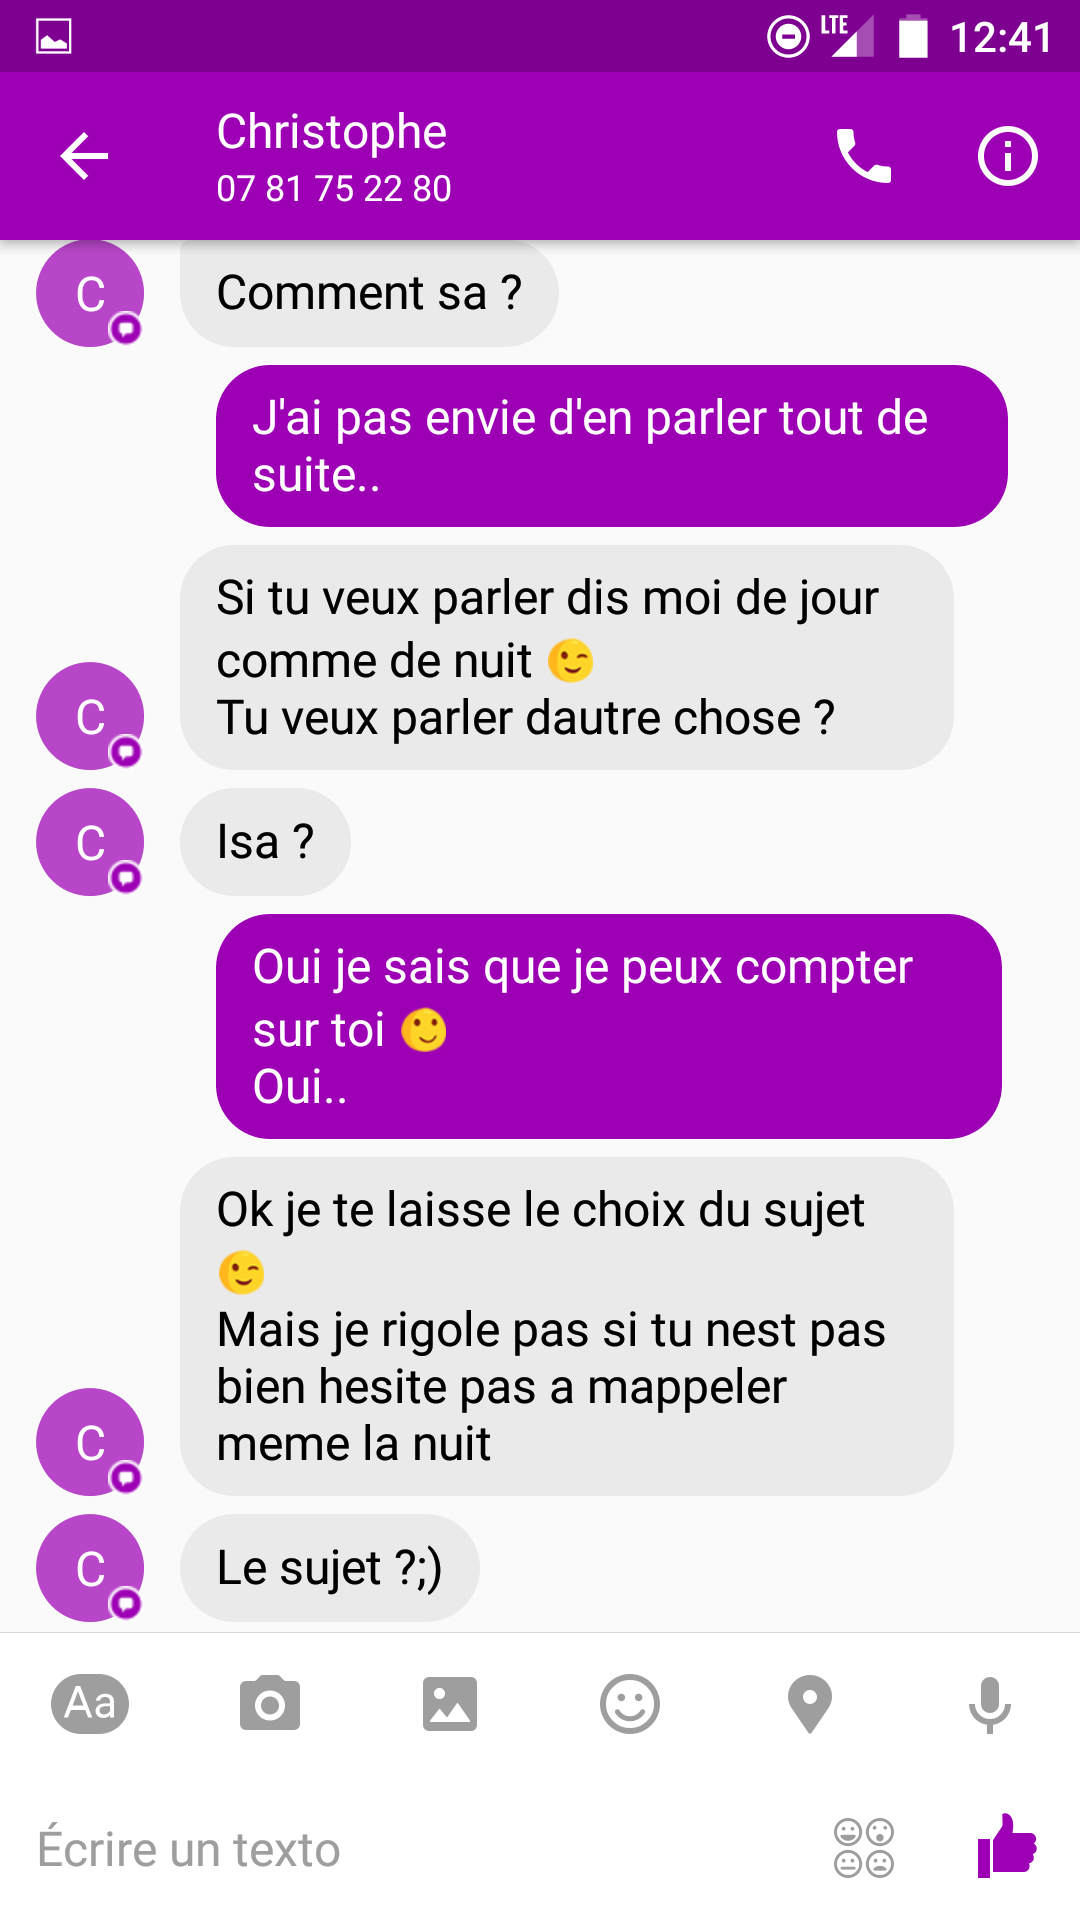 LTE 12:41
Christophe
07 81 75 22 80
C
Comment sa ?
J'ai pas envie d'en parler tout de
suite..
Si tu veux parler dis moi de jour
comme de nuit 😉
C
Tu veux parler dautre chose ?
C
Isa ?
Oui je sais que je peux compter
sur toi 🙂
Oui..
Ok je te laisse le choix du sujet
😉
Mais je rigole pas si tu nest pas
bien hesite pas a mappeler
C
meme la nuit
C
Le sujet ?;)
Aa
Écrire un texto